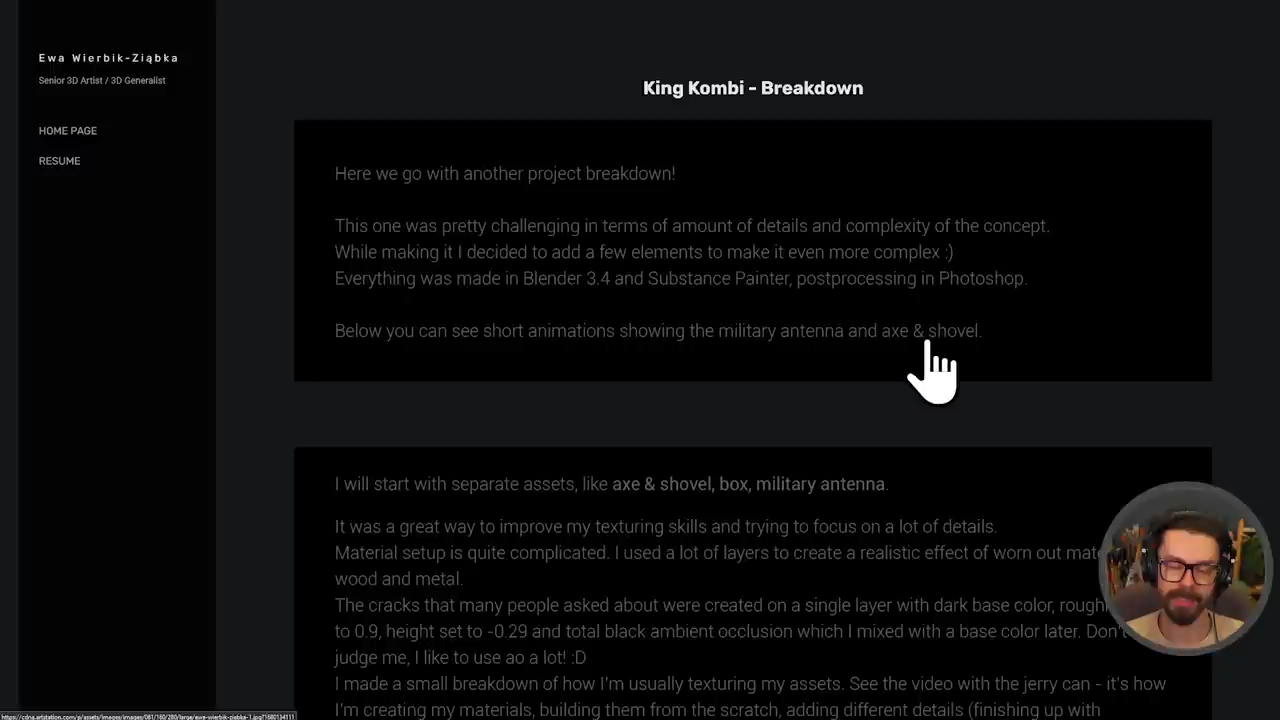 Ewa Wierbik-Ziąbka
Senior 3D Artist / 3D Generalist
HOME PAGE
RESUME
King Kombi - Breakdown
Here we go with another project breakdown!
This one was pretty challenging in terms of amount of details and complexity of the concept.
While making it I decided to add a few elements to make it even more complex :)
Everything was made in Blender 3.4 and Substance Painter, postprocessing in Photoshop.
Below you can see short animations showing the military antenna and axe & shovel.
I will start with separate assets, like axe & shovel, box, military antenna.
It was a great way to improve my texturing skills and trying to focus on a lot of details.
Material setup is quite complicated. I used a lot of layers to create a realistic effect of worn out
wood and metal.
The cracks that many people asked about were created on a single layer with dark base color,
to 0.9, height set to -0.29 and total black ambient occlusion which I mixed with a base color later. Don't
judge me, I like to use ao a lot! :D
I made a small breakdown of how I'm usually texturing my assets. See the video with the jerry can - it's how
I'm creating my materials, building them from the scratch, adding different details (finishing up with